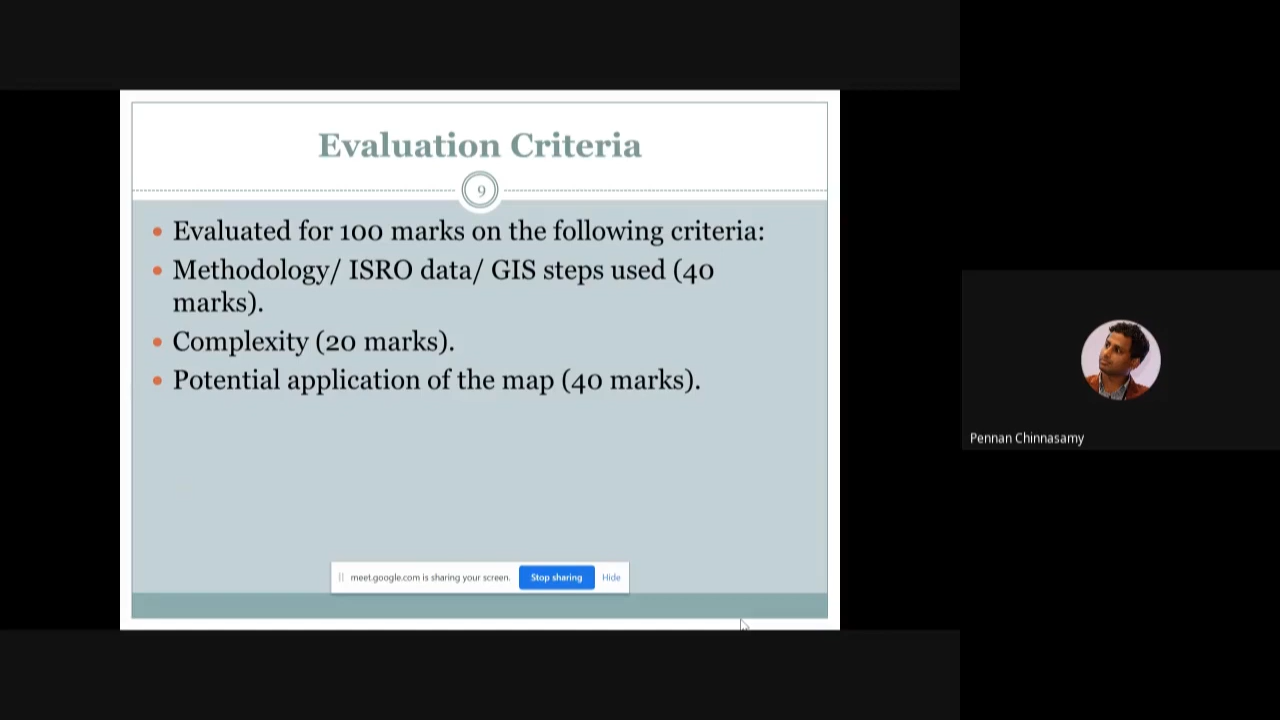 Evaluation Criteria
9
• Evaluated for 100 marks on the following criteria:
• Methodology/ ISRO data/ GIS steps used (40
marks).
• Complexity (20 marks).
• Potential application of the map (40 marks).
meet.google.com is sharing your screen. Stop sharing Hide
Pennan Chinnasamy